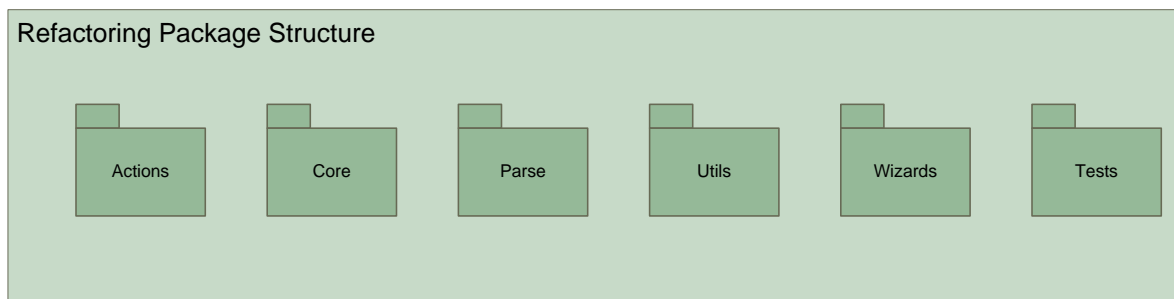 Refactoring Package Structure
Actions Core Parse Utils Wizards Tests